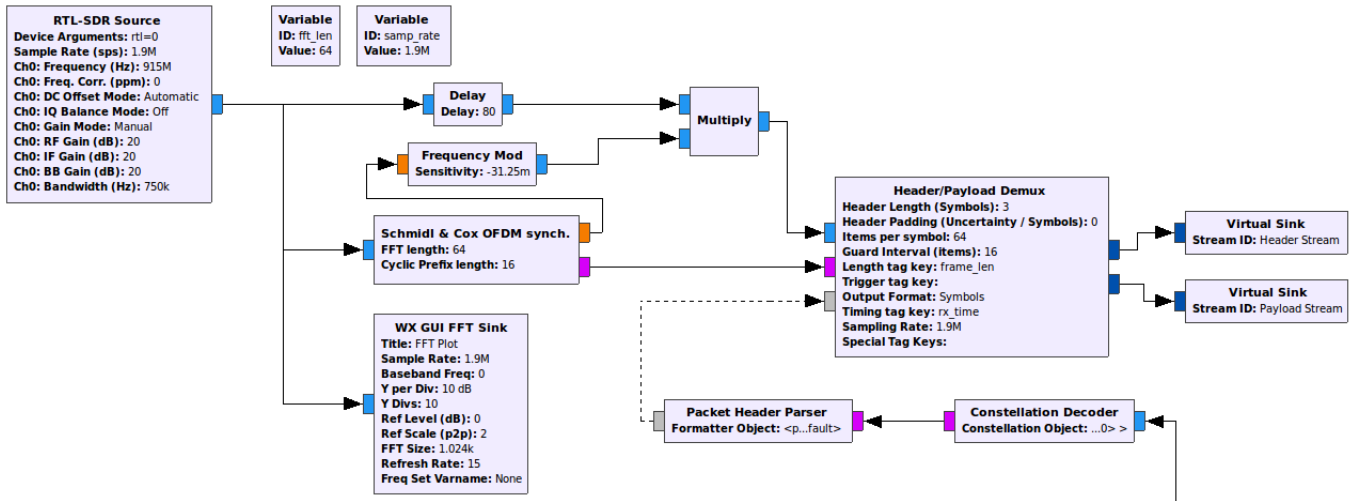 RTL-SDR Source
Device Arguments: rtl=0
Sample Rate (sps): 1.9M
Ch0: Frequency (Hz): 915M
Ch0: Freq. Corr. (ppm): 0
Ch0: DC Offset Mode: Automatic
Ch0: IQ Balance Mode: Off
Ch0: Gain Mode: Manual
Ch0: RF Gain (dB): 20
Ch0: IF Gain (dB): 20
Ch0: BB Gain (dB): 20
Ch0: Bandwidth (Hz): 750k
Variable
ID: fft_len
Value: 64
Variable
ID: samp_rate
Value: 1.9M
Delay
Delay: 80
Multiply
Frequency Mod
Sensitivity: -31.25m
Schmidl & Cox OFDM synch.
FFT length: 64
Cyclic Prefix length: 16
Header/Payload Demux
Header Length (Symbols): 3
Header Padding (Uncertainty / Symbols): 0
Items per symbol: 64
Guard Interval (items): 16
Length tag key: frame_len
Trigger tag key:
Output Format: Symbols
Timing tag key: rx_time
Sampling Rate: 1.9M
Special Tag Keys:
Virtual Sink
Stream ID: Header Stream
Virtual Sink
Stream ID: Payload Stream
WX GUI FFT Sink
Title: FFT Plot
Sample Rate: 1.9M
Baseband Freq: 0
Y per Div: 10 dB
Y Divs: 10
Ref Level (dB): 0
Ref Scale (p2p): 2
FFT Size: 1.024k
Refresh Rate: 15
Freq Set Varname: None
Packet Header Parser
Formatter Object: <p...fault>
Constellation Decoder
Constellation Object: ...0> >